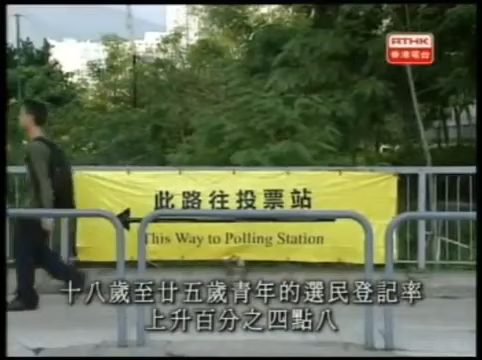 RTHK
香港電台
此路往投票站
This Way to Polling Station
十八歲至廿五歲青年的選民登記率
上升百分之四點八